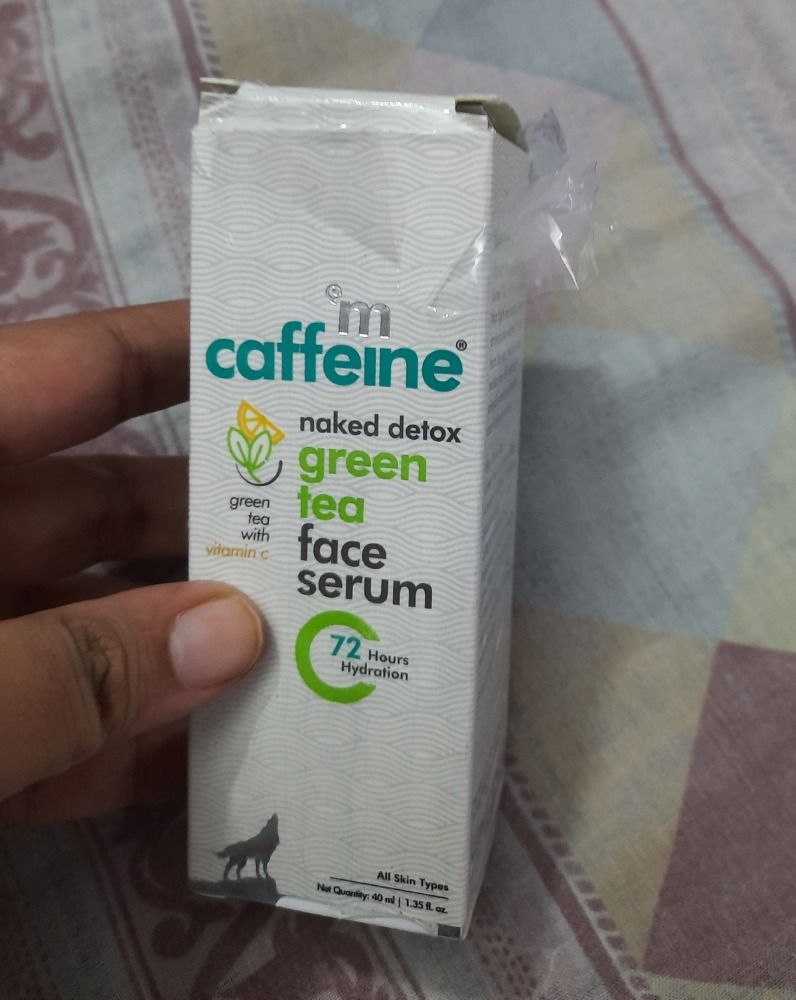 m
caffeine®
naked detox
green
tea
face
serum
green
tea
with
vitamin c
72 Hours
Hydration
All Skin Types
Net Quantity: 40 ml | 1.35 fl. oz.